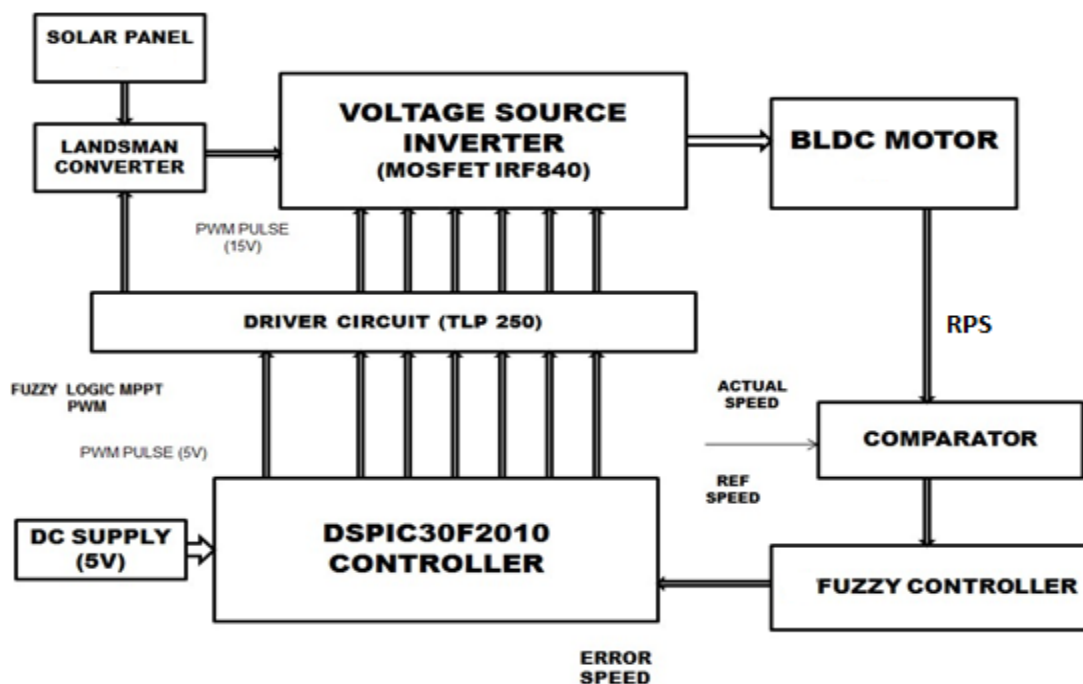 SOLAR PANEL
VOLTAGE SOURCE
INVERTER
(MOSFET IRF840)
BLDC MOTOR
LANDSMAN
CONVERTER
PWM PULSE
(15V)
DRIVER CIRCUIT (TLP 250)
RPS
FUZZY LOGIC MPPT
PWM
ACTUAL
SPEED
COMPARATOR
PWM PULSE (5V)
REF
SPEED
DC SUPPLY
(5V)
DSPIC30F2010
CONTROLLER
FUZZY CONTROLLER
ERROR
SPEED